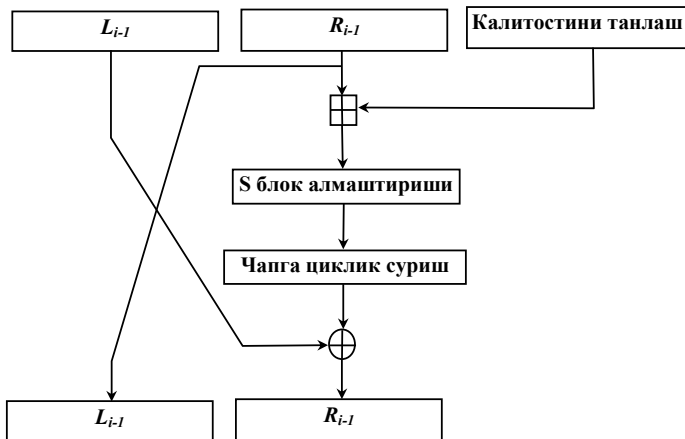 L_{i-1}
R_{i-1}
Калитостини танлаш
S блок алмаштириши
Чапга циклик суриш
L_{i-1}
R_{i-1}